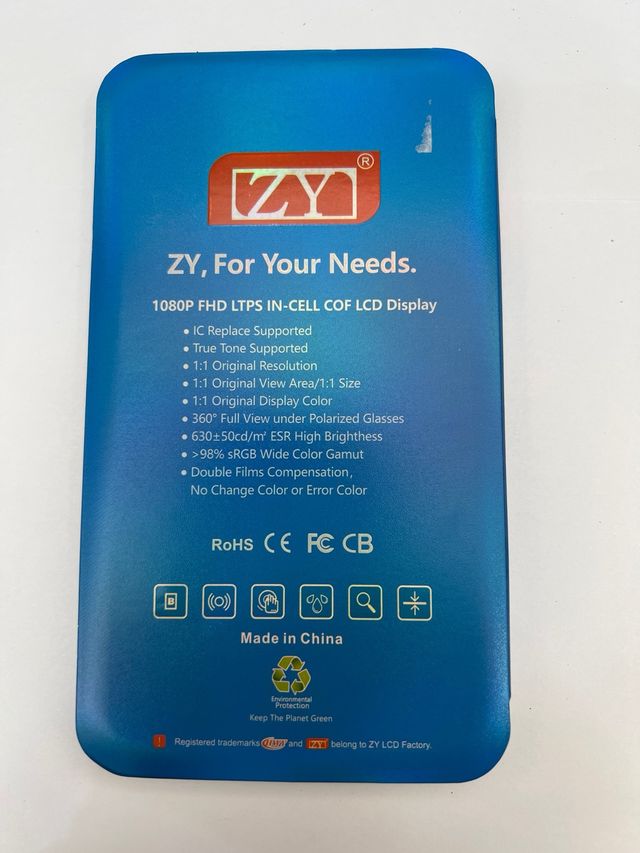 ZY®
ZY, For Your Needs.
1080P FHD LTPS IN-CELL COF LCD Display
• IC Replace Supported
• True Tone Supported
• 1:1 Original Resolution
• 1:1 Original View Area/1:1 Size
• 1:1 Original Display Color
• 360° Full View under Polarized Glasses
• 630±50cd/m² ESR High Brightness
• >98% sRGB Wide Color Gamut
• Double Films Compensation,
No Change Color or Error Color
RoHS CE FC CB
B
Made in China
Environmental
Protection
Keep The Planet Green
! Registered trademarks and ZY belong to ZY LCD Factory.